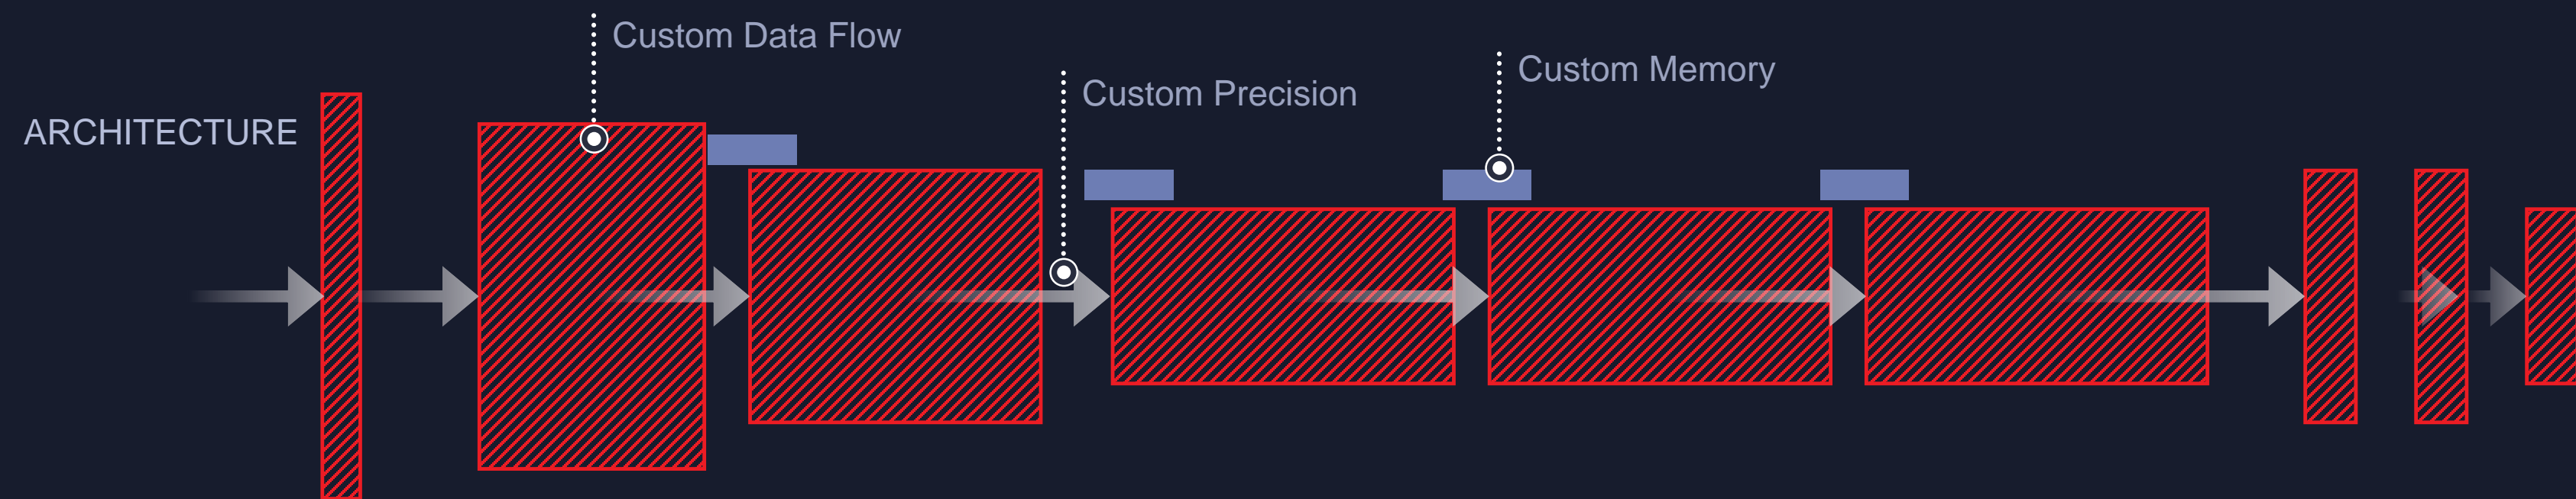 Custom Data Flow
Custom Memory
Custom Precision
ARCHITECTURE